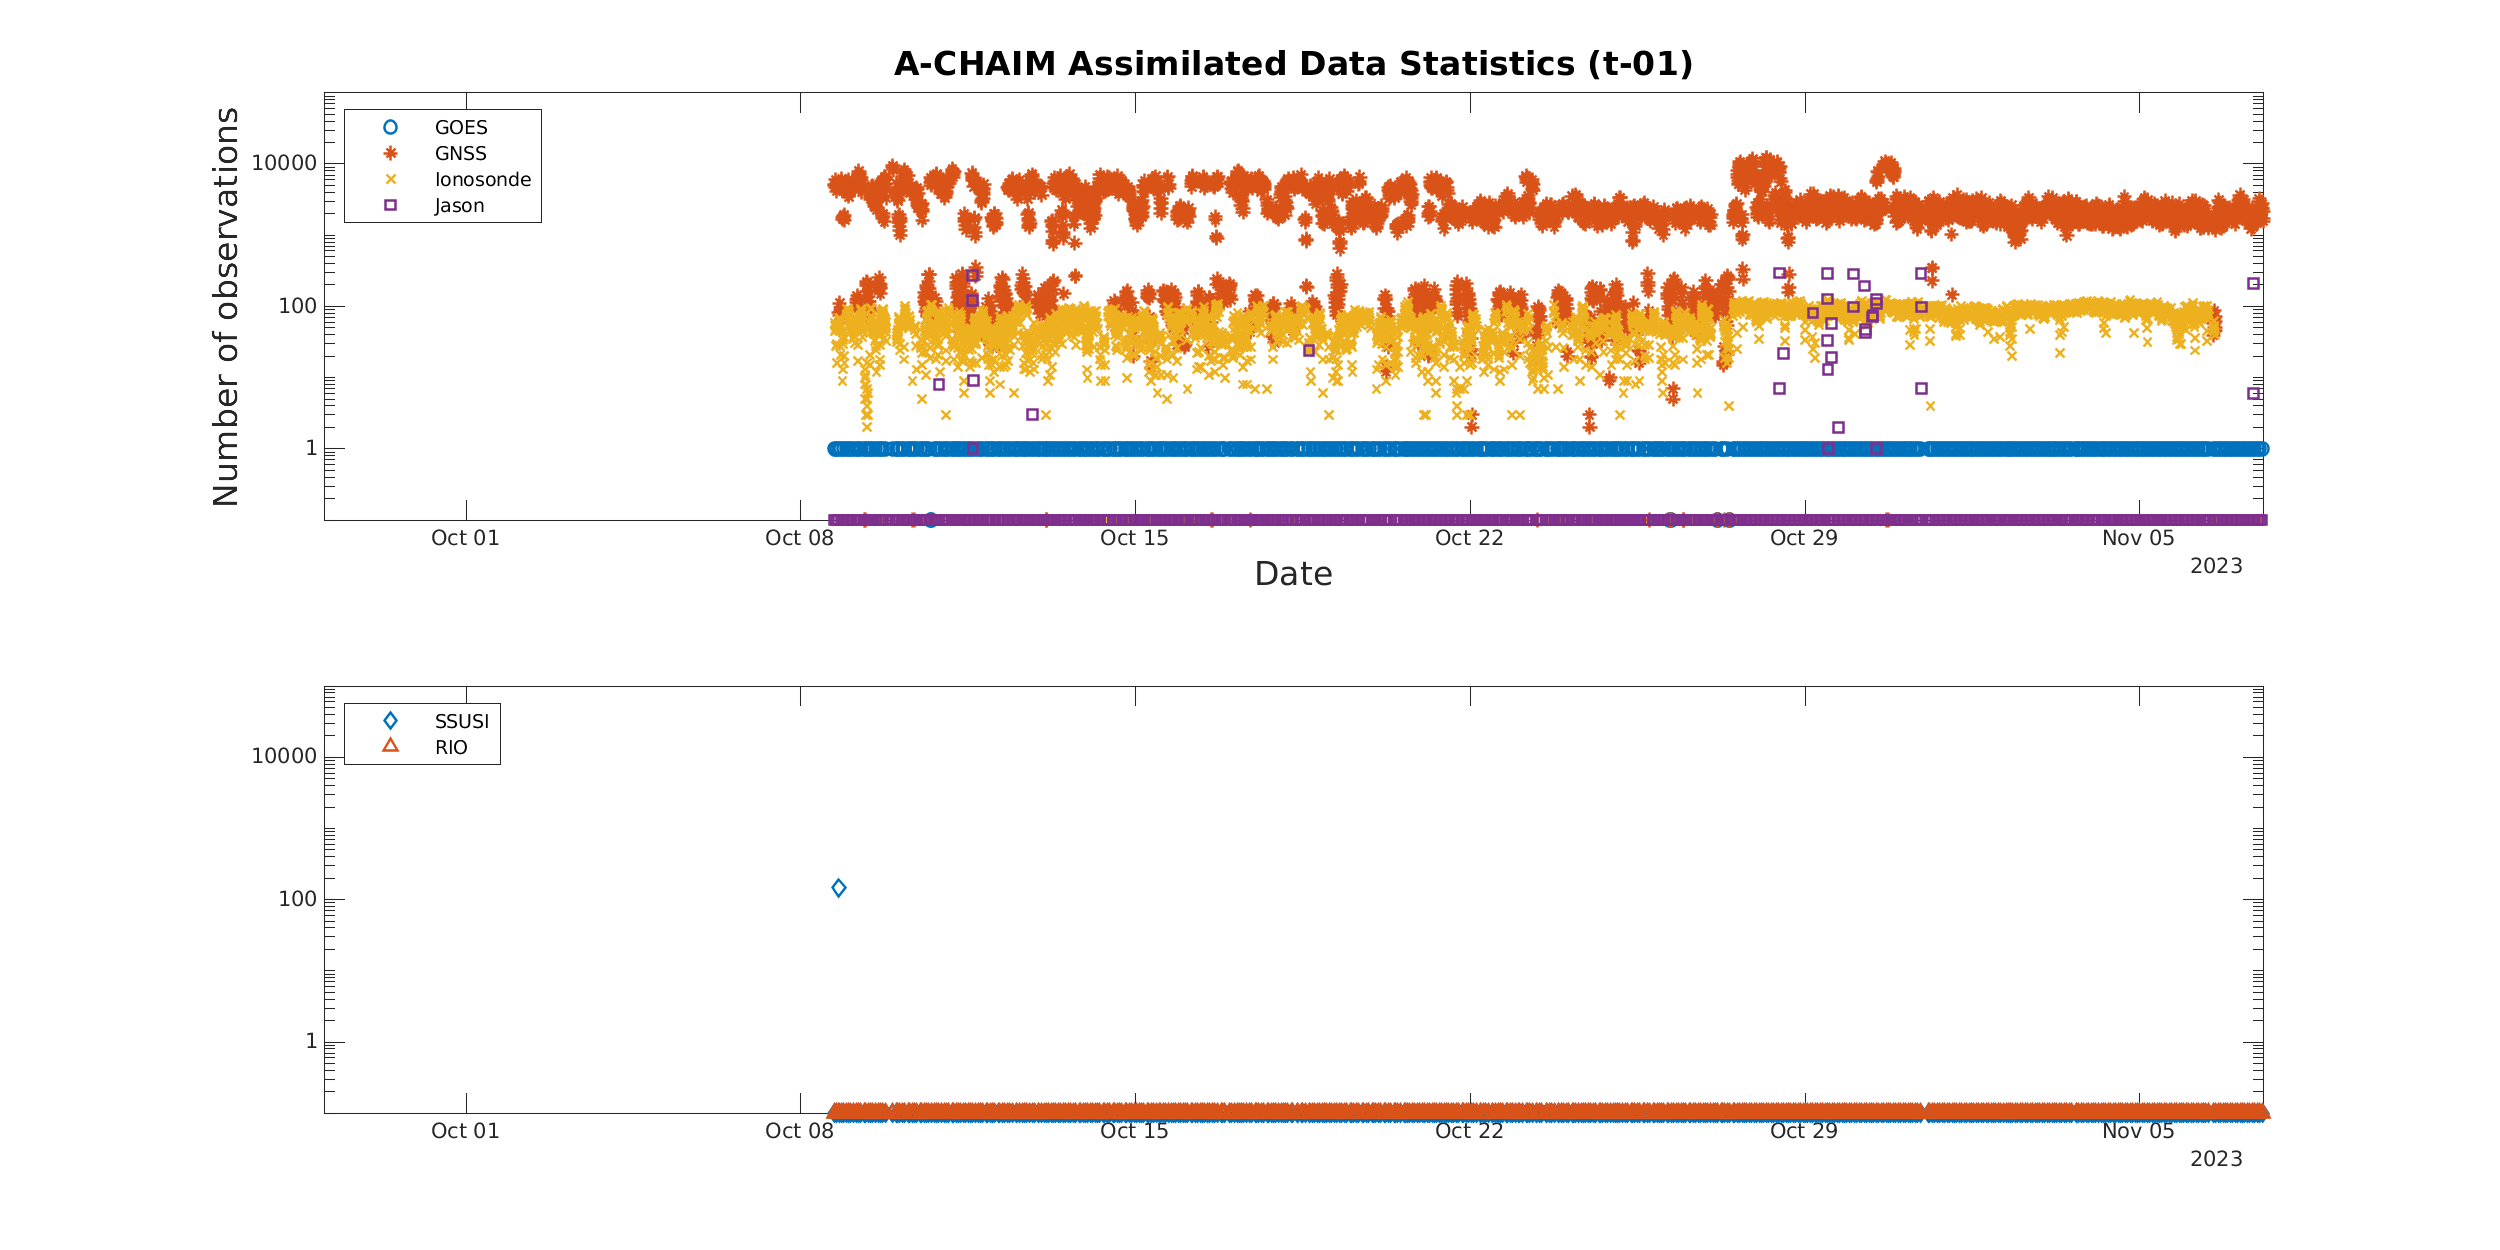 A-CHAIM Assimilated Data Statistics (t-01)
Number of observations
10000
100
1
GOES
GNSS
Ionosonde
Jason
Oct 01 Oct 08 Oct 15 Oct 22 Oct 29 Nov 05
2023
Date
10000
100
1
SSUSI
RIO
Oct 01 Oct 08 Oct 15 Oct 22 Oct 29 Nov 05
2023